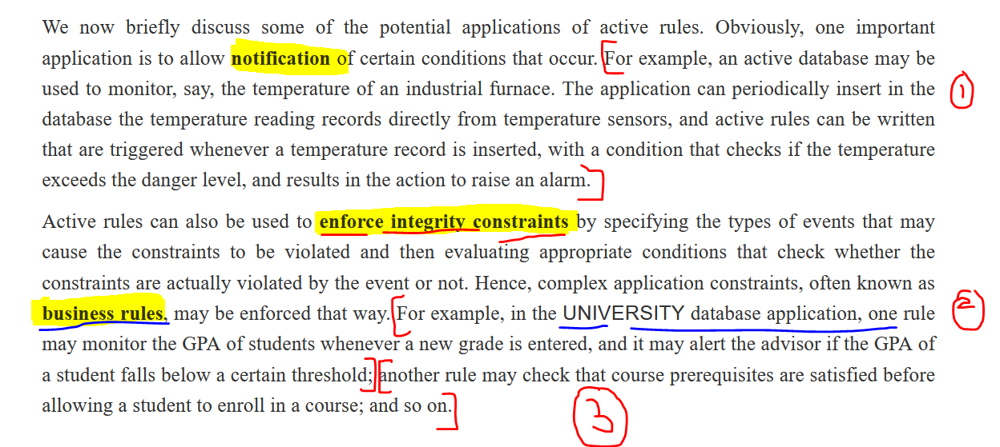 We now briefly discuss some of the potential applications of active rules. Obviously, one important
application is to allow notification of certain conditions that occur. For example, an active database may be
used to monitor, say, the temperature of an industrial furnace. The application can periodically insert in the
1
database the temperature reading records directly from temperature sensors, and active rules can be written
that are triggered whenever a temperature record is inserted, with a condition that checks if the temperature
exceeds the danger level, and results in the action to raise an alarm.
Active rules can also be used to enforce integrity constraints by specifying the types of events that may
cause the constraints to be violated and then evaluating appropriate conditions that check whether the
constraints are actually violated by the event or not. Hence, complex application constraints, often known as
business rules, may be enforced that way. For example, in the UNIVERSITY database application, one rule
2
may monitor the GPA of students whenever a new grade is entered, and it may alert the advisor if the GPA of
a student falls below a certain threshold; another rule may check that course prerequisites are satisfied before
allowing a student to enroll in a course; and so on.
3